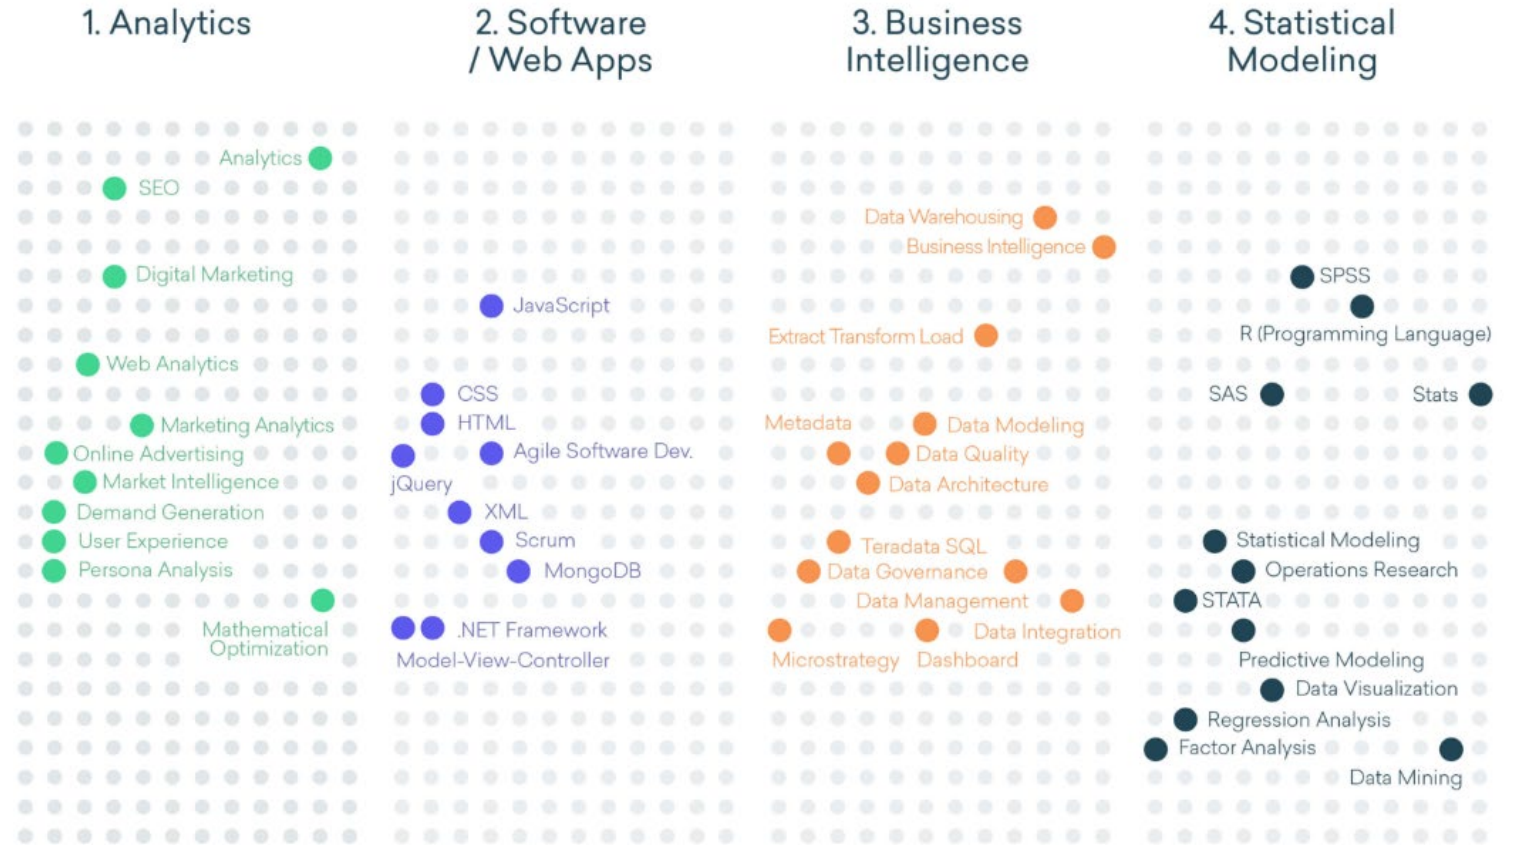 1. Analytics
Analytics
SEO
Digital Marketing
Web Analytics
Marketing Analytics
Online Advertising
Market Intelligence
Demand Generation
User Experience
Persona Analysis
Mathematical
Optimization
2. Software
/ Web Apps
JavaScript
CSS
HTML
Agile Software Dev.
jQuery
XML
Scrum
MongoDB
.NET Framework
Model-View-Controller
3. Business
Intelligence
Data Warehousing
Business Intelligence
Extract Transform Load
Metadata
Data Modeling
Data Quality
Data Architecture
Teradata SQL
Data Governance
Data Management
Data Integration
Microstrategy
Dashboard
4. Statistical
Modeling
SPSS
R (Programming Language)
SAS
Stats
Statistical Modeling
Operations Research
STATA
Predictive Modeling
Data Visualization
Regression Analysis
Factor Analysis
Data Mining